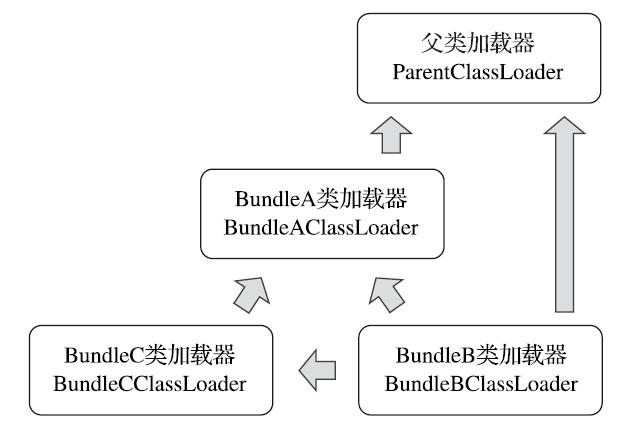 父类加载器
ParentClassLoader
BundleA类加载器
BundleAClassLoader
BundleC类加载器
BundleCClassLoader
BundleB类加载器
BundleBClassLoader